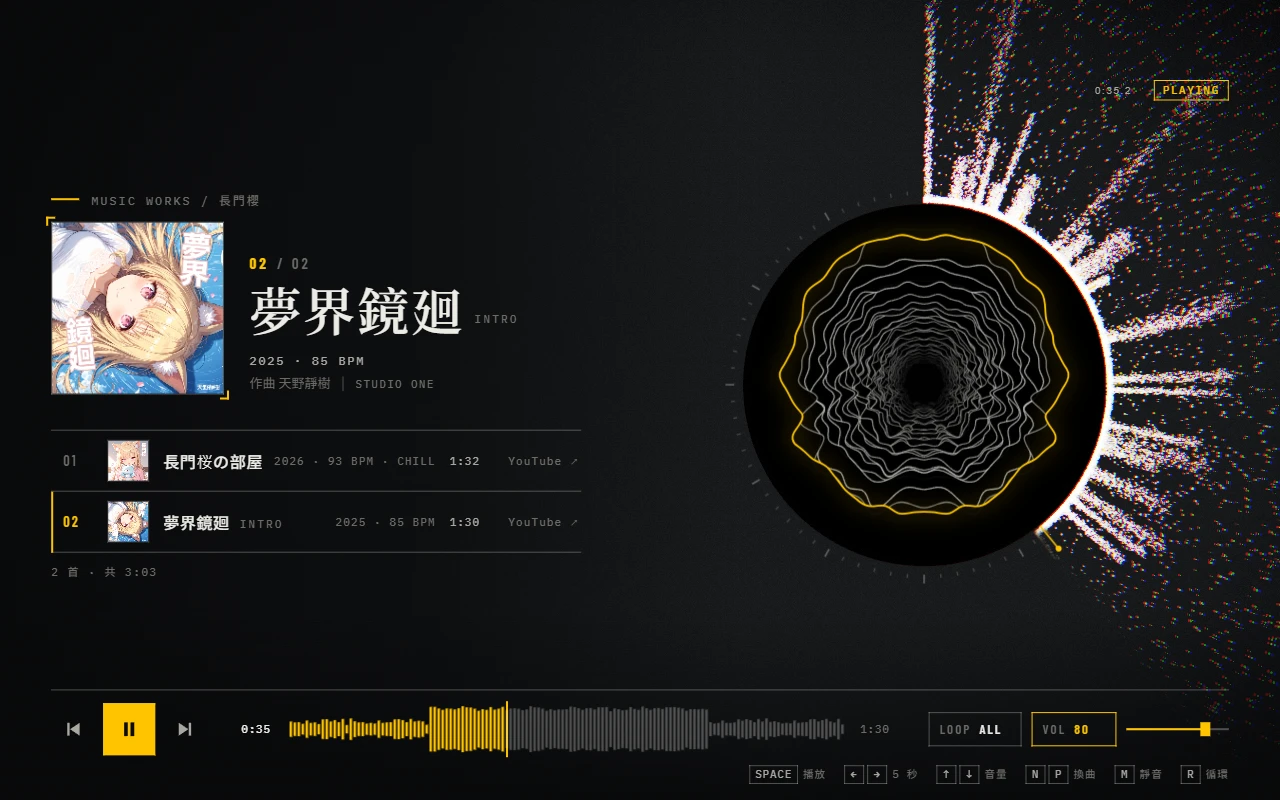 0:35.2 PLAYING
MUSIC WORKS / 長門櫻
夢界
鏡廻
02 / 02
夢界鏡廻 INTRO
2025 · 85 BPM
作曲 天野靜樹 | STUDIO ONE
01 長門桜の部屋 2026 · 93 BPM · CHILL 1:32 YouTube ↗
02 夢界鏡廻 INTRO 2025 · 85 BPM 1:30 YouTube ↗
2 首 · 共 3:03
0:35 1:30 LOOP ALL VOL 80
SPACE 播放 ← → 5 秒 ↑ ↓ 音量 N P 換曲 M 靜音 R 循環